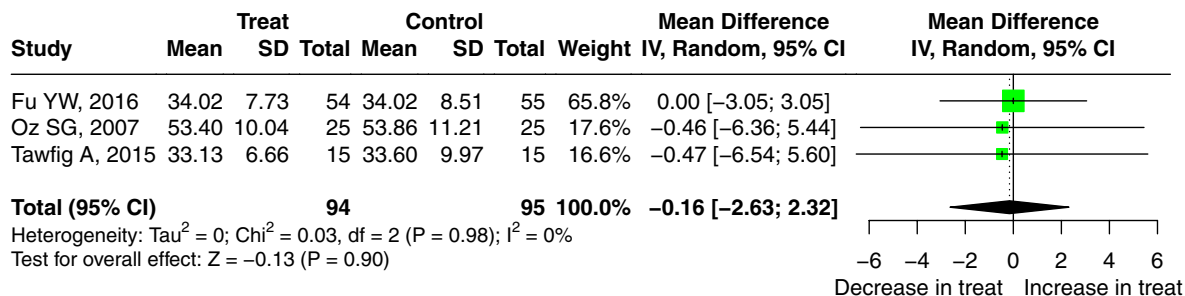 Treat Control Mean Difference Mean Difference
Study Mean SD Total Mean SD Total Weight IV, Random, 95% CI IV, Random, 95% CI
Fu YW, 2016 34.02 7.73 54 34.02 8.51 55 65.8% 0.00 [−3.05; 3.05]
Oz SG, 2007 53.40 10.04 25 53.86 11.21 25 17.6% −0.46 [−6.36; 5.44]
Tawfig A, 2015 33.13 6.66 15 33.60 9.97 15 16.6% −0.47 [−6.54; 5.60]
Total (95% CI) 94 95 100.0% −0.16 [−2.63; 2.32]
Heterogeneity: Tau² = 0; Chi² = 0.03, df = 2 (P = 0.98); I² = 0%
Test for overall effect: Z = −0.13 (P = 0.90)
−6 −4 −2 0 2 4 6
Decrease in treat Increase in treat